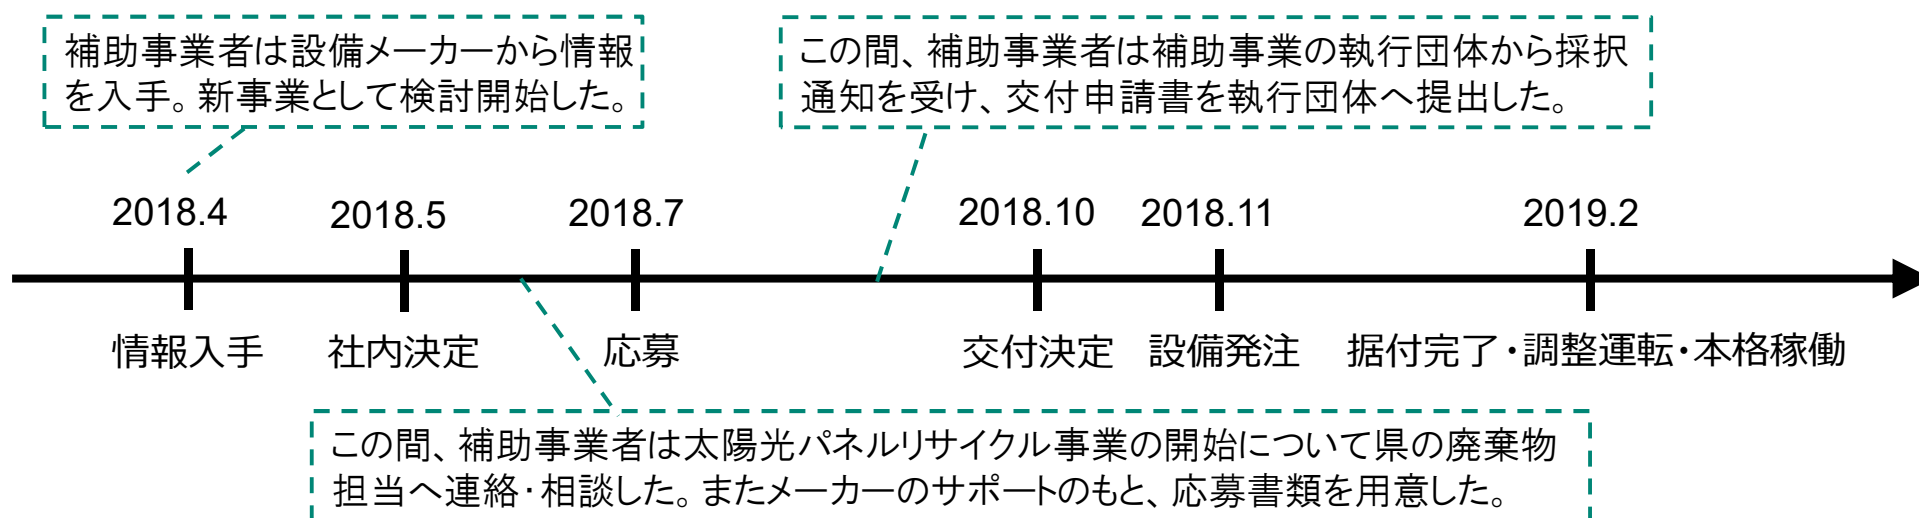 補助事業者は設備メーカーから情報
を入手。新事業として検討開始した。
この間、補助事業者は補助事業の執行団体から採択
通知を受け、交付申請書を執行団体へ提出した。
2018.4
2018.5
2018.7
2018.10
2018.11
2019.2
情報入手
社内決定
応募
交付決定
設備発注
据付完了・調整運転・本格稼働
この間、補助事業者は太陽光パネルリサイクル事業の開始について県の廃棄物
担当へ連絡・相談した。またメーカーのサポートのもと、応募書類を用意した。